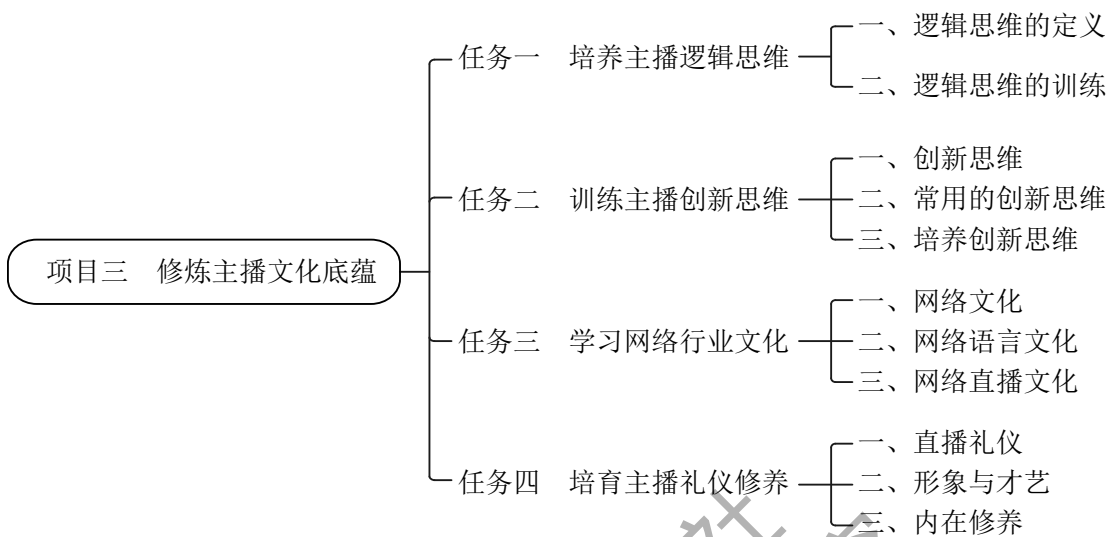 项目三　修炼主播文化底蕴
任务一　培养主播逻辑思维
一、逻辑思维的定义
二、逻辑思维的训练
任务二　训练主播创新思维
一、创新思维
二、常用的创新思维
三、培养创新思维
任务三　学习网络行业文化
一、网络文化
二、网络语言文化
三、网络直播文化
任务四　培育主播礼仪修养
一、直播礼仪
二、形象与才艺
三、内在修养
社